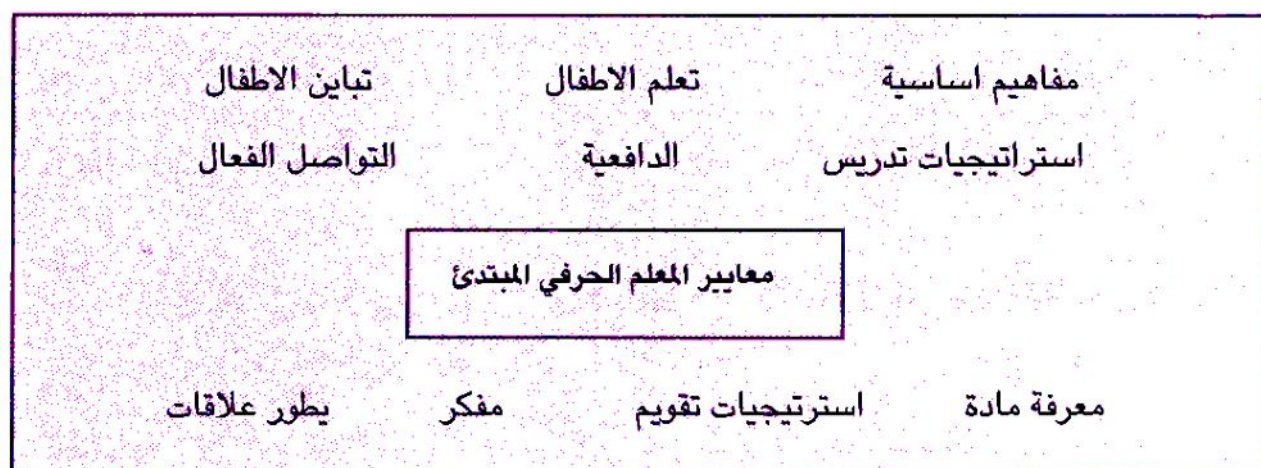 مفاهيم اساسية تعلم الاطفال تباين الاطفال
استراتيجيات تدريس الدافعية التواصل الفعال
معايير المعلم الحرفي المبتدئ
معرفة مادة استرتيجيات تقويم مفكر يطور علاقات